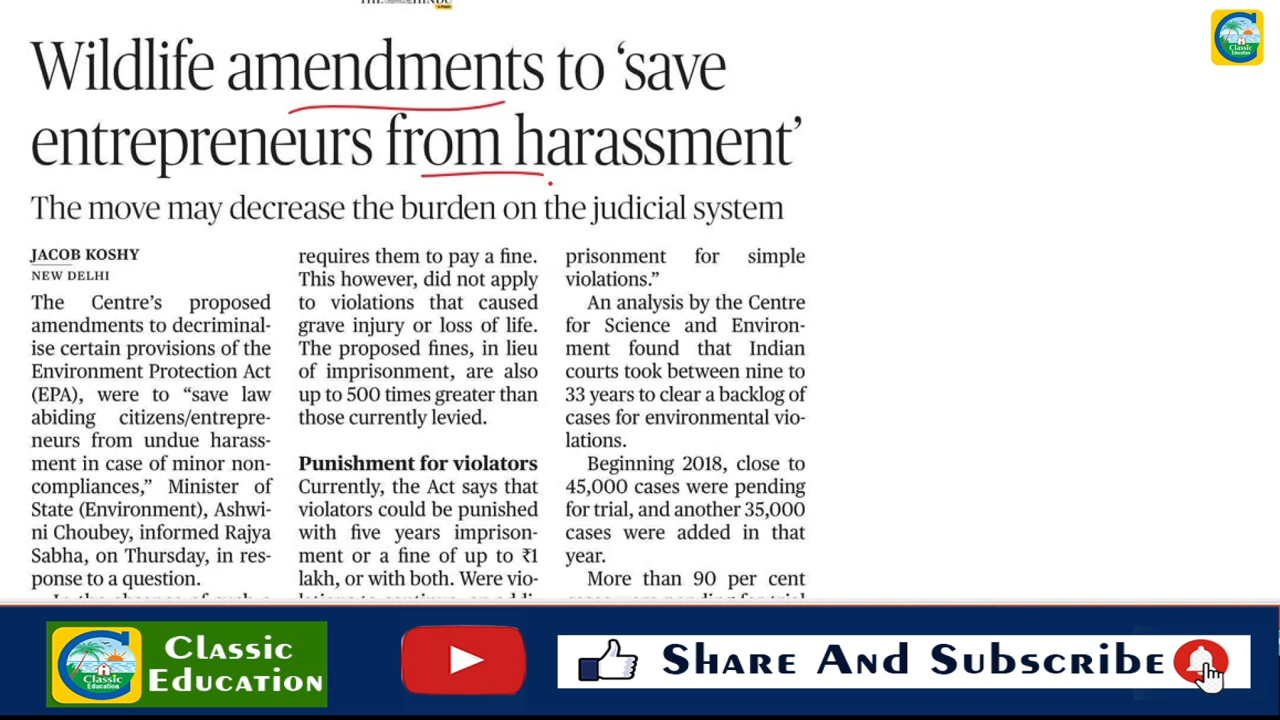 THE HINDU
Wildlife amendments to ‘save
entrepreneurs from harassment’
The move may decrease the burden on the judicial system
JACOB KOSHY
NEW DELHI
The Centre’s proposed
amendments to decriminal-
ise certain provisions of the
Environment Protection Act
(EPA), were to “save law
abiding citizens/entrepre-
neurs from undue harass-
ment in case of minor non-
compliances,” Minister of
State (Environment), Ashwi-
ni Choubey, informed Rajya
Sabha, on Thursday, in res-
ponse to a question.
requires them to pay a fine.
This however, did not apply
to violations that caused
grave injury or loss of life.
The proposed fines, in lieu
of imprisonment, are also
up to 500 times greater than
those currently levied.
Punishment for violators
Currently, the Act says that
violators could be punished
with five years imprison-
ment or a fine of up to ₹1
lakh, or with both. Were vio-
prisonment for simple
violations.”
An analysis by the Centre
for Science and Environ-
ment found that Indian
courts took between nine to
33 years to clear a backlog of
cases for environmental vio-
lations.
Beginning 2018, close to
45,000 cases were pending
for trial, and another 35,000
cases were added in that
year.
More than 90 per cent
Classic
Education
Classic
Education
Classic
Education
Share And Subscribe